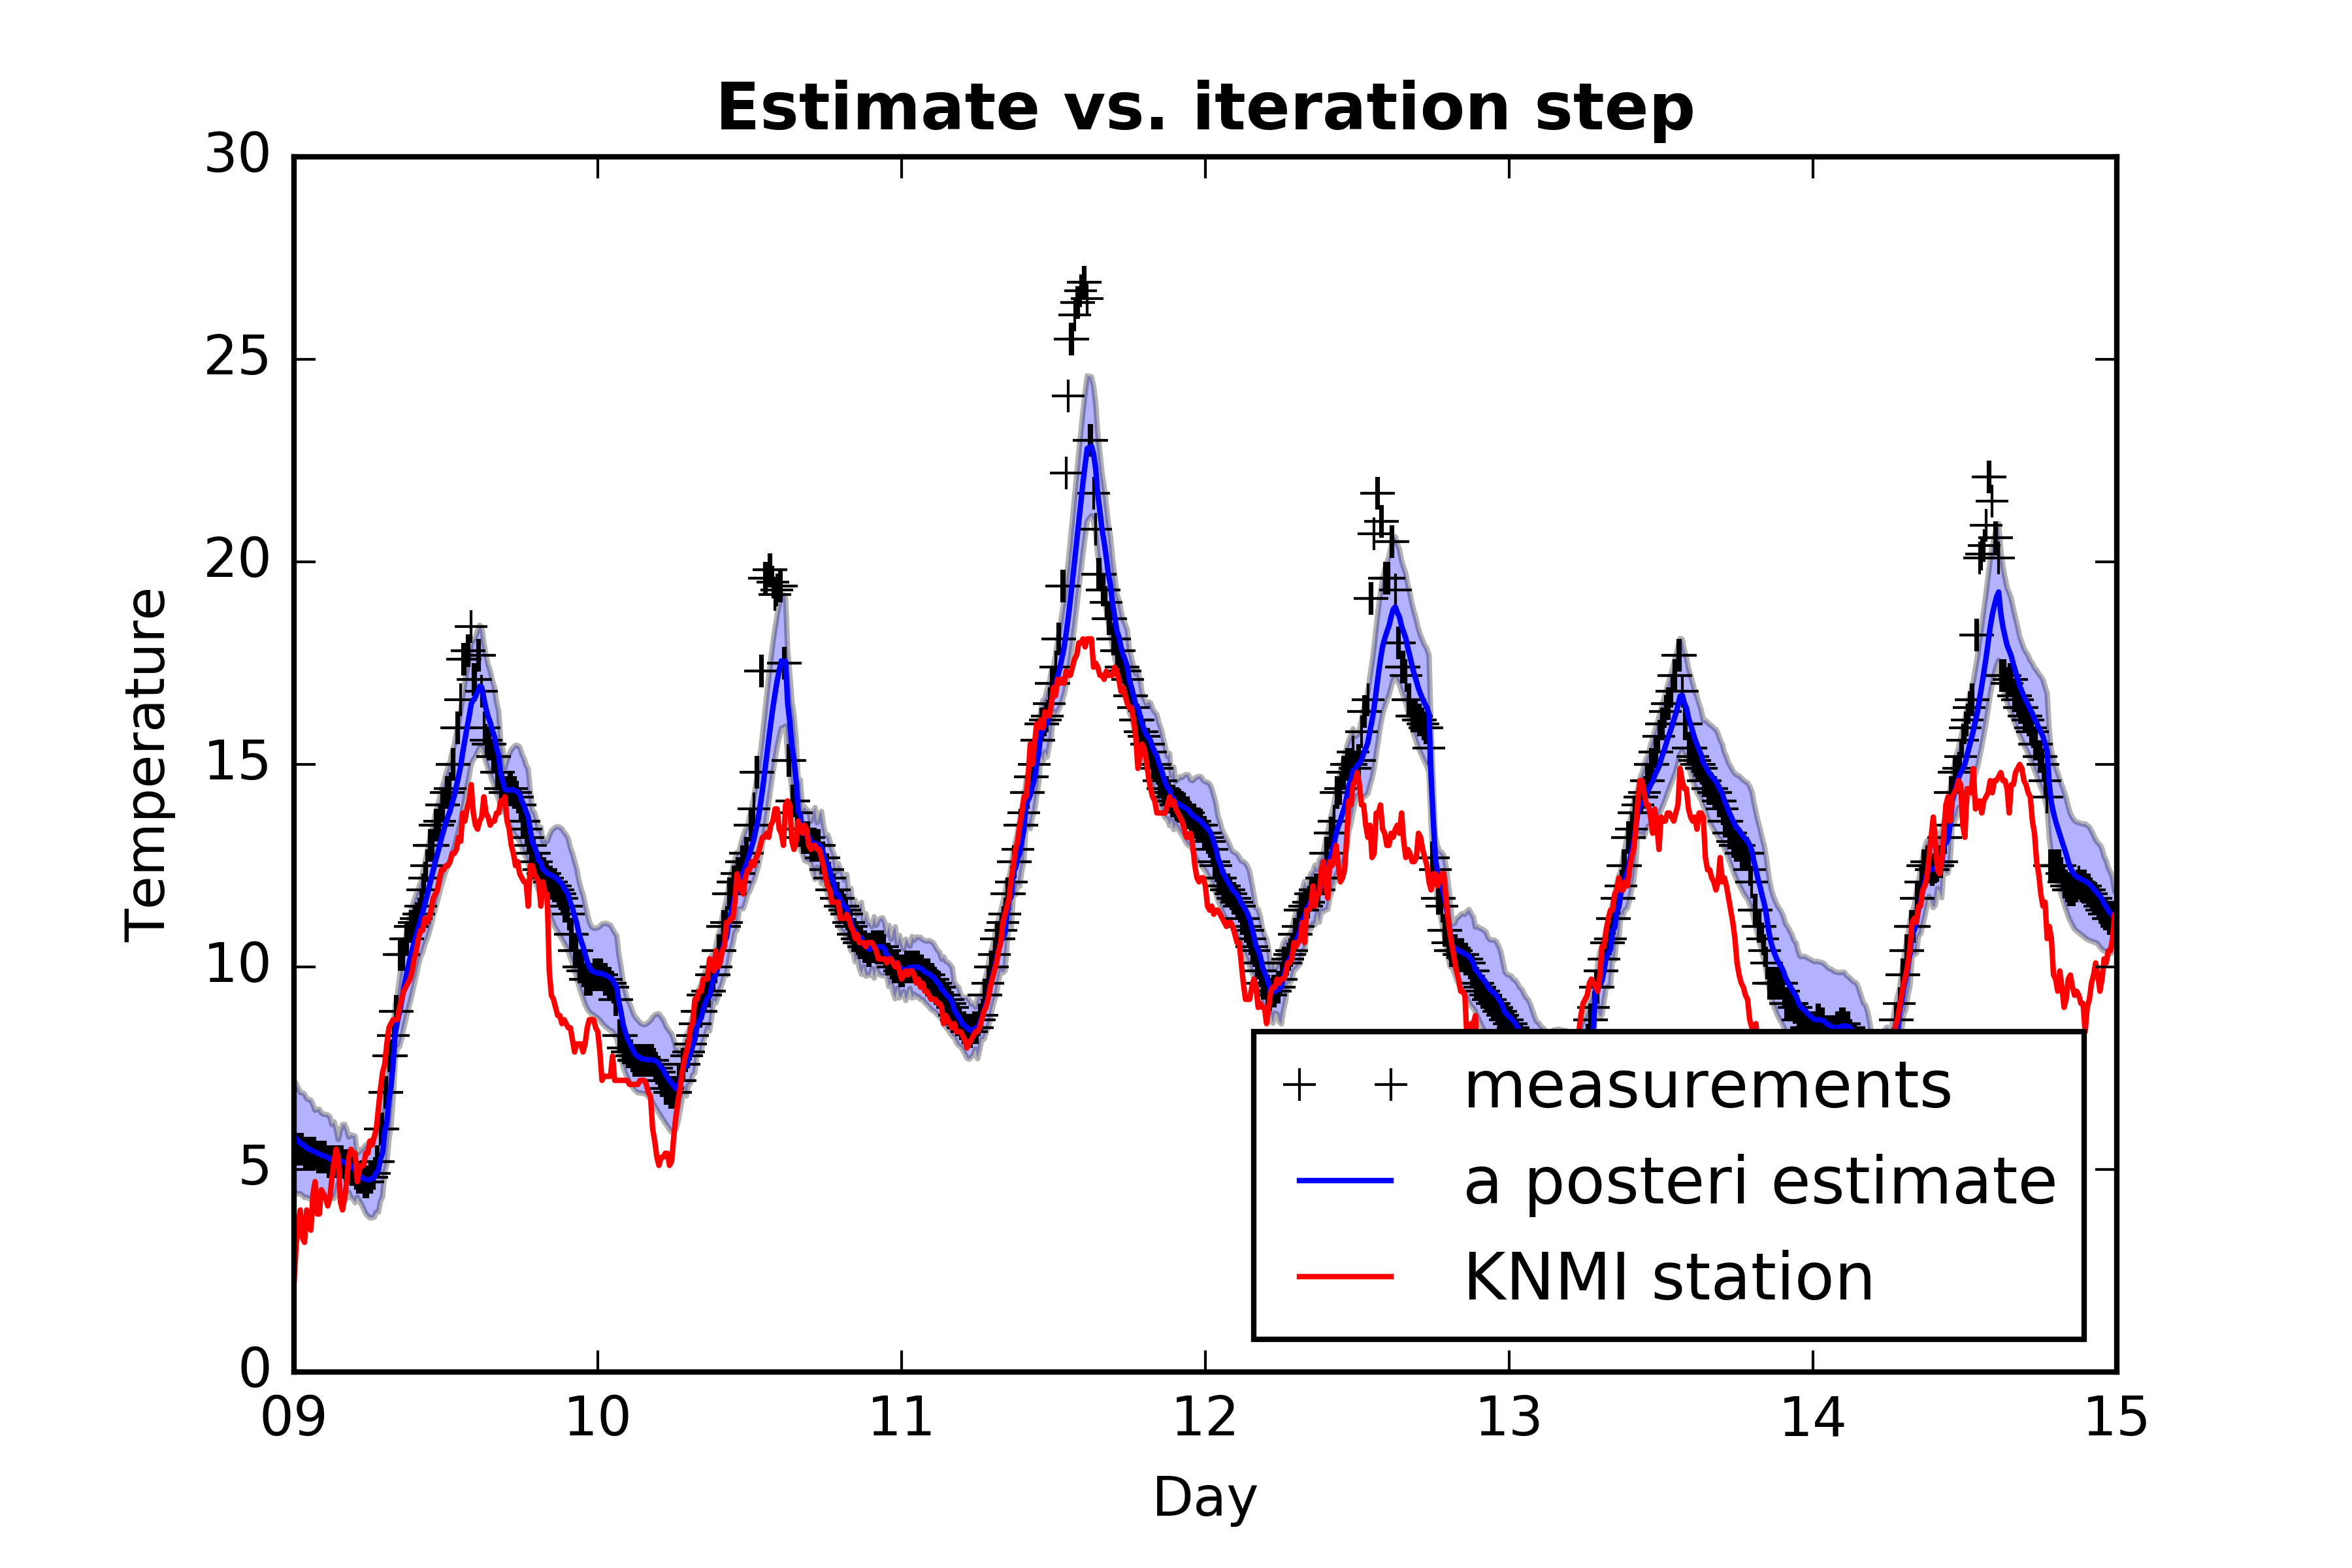 Estimate vs. iteration step
30
25
20
15
10
5
0
Temperature
09 10 11 12 13 14 15
Day
measurements
a posteri estimate
KNMI station